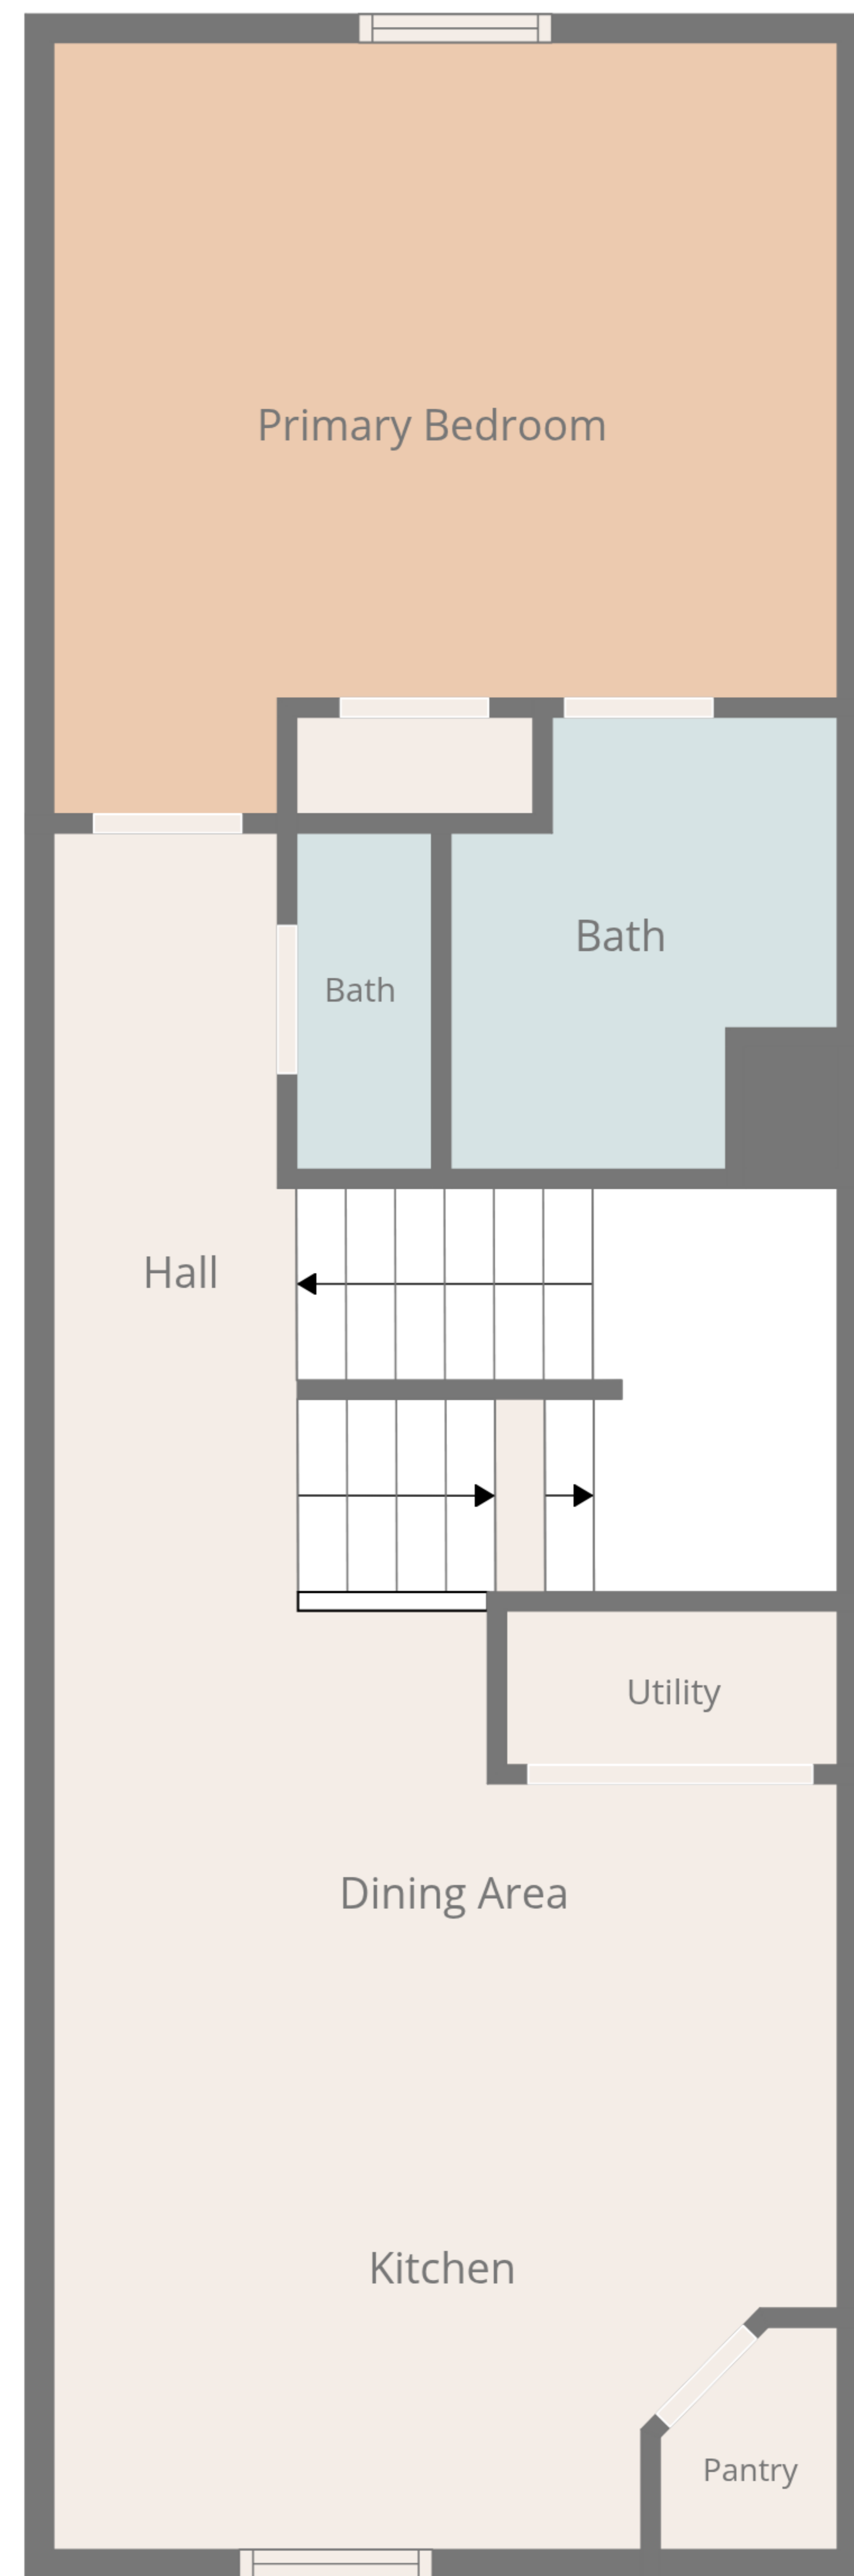 Primary Bedroom
Bath
Bath
Hall
Utility
Dining Area
Kitchen
Pantry